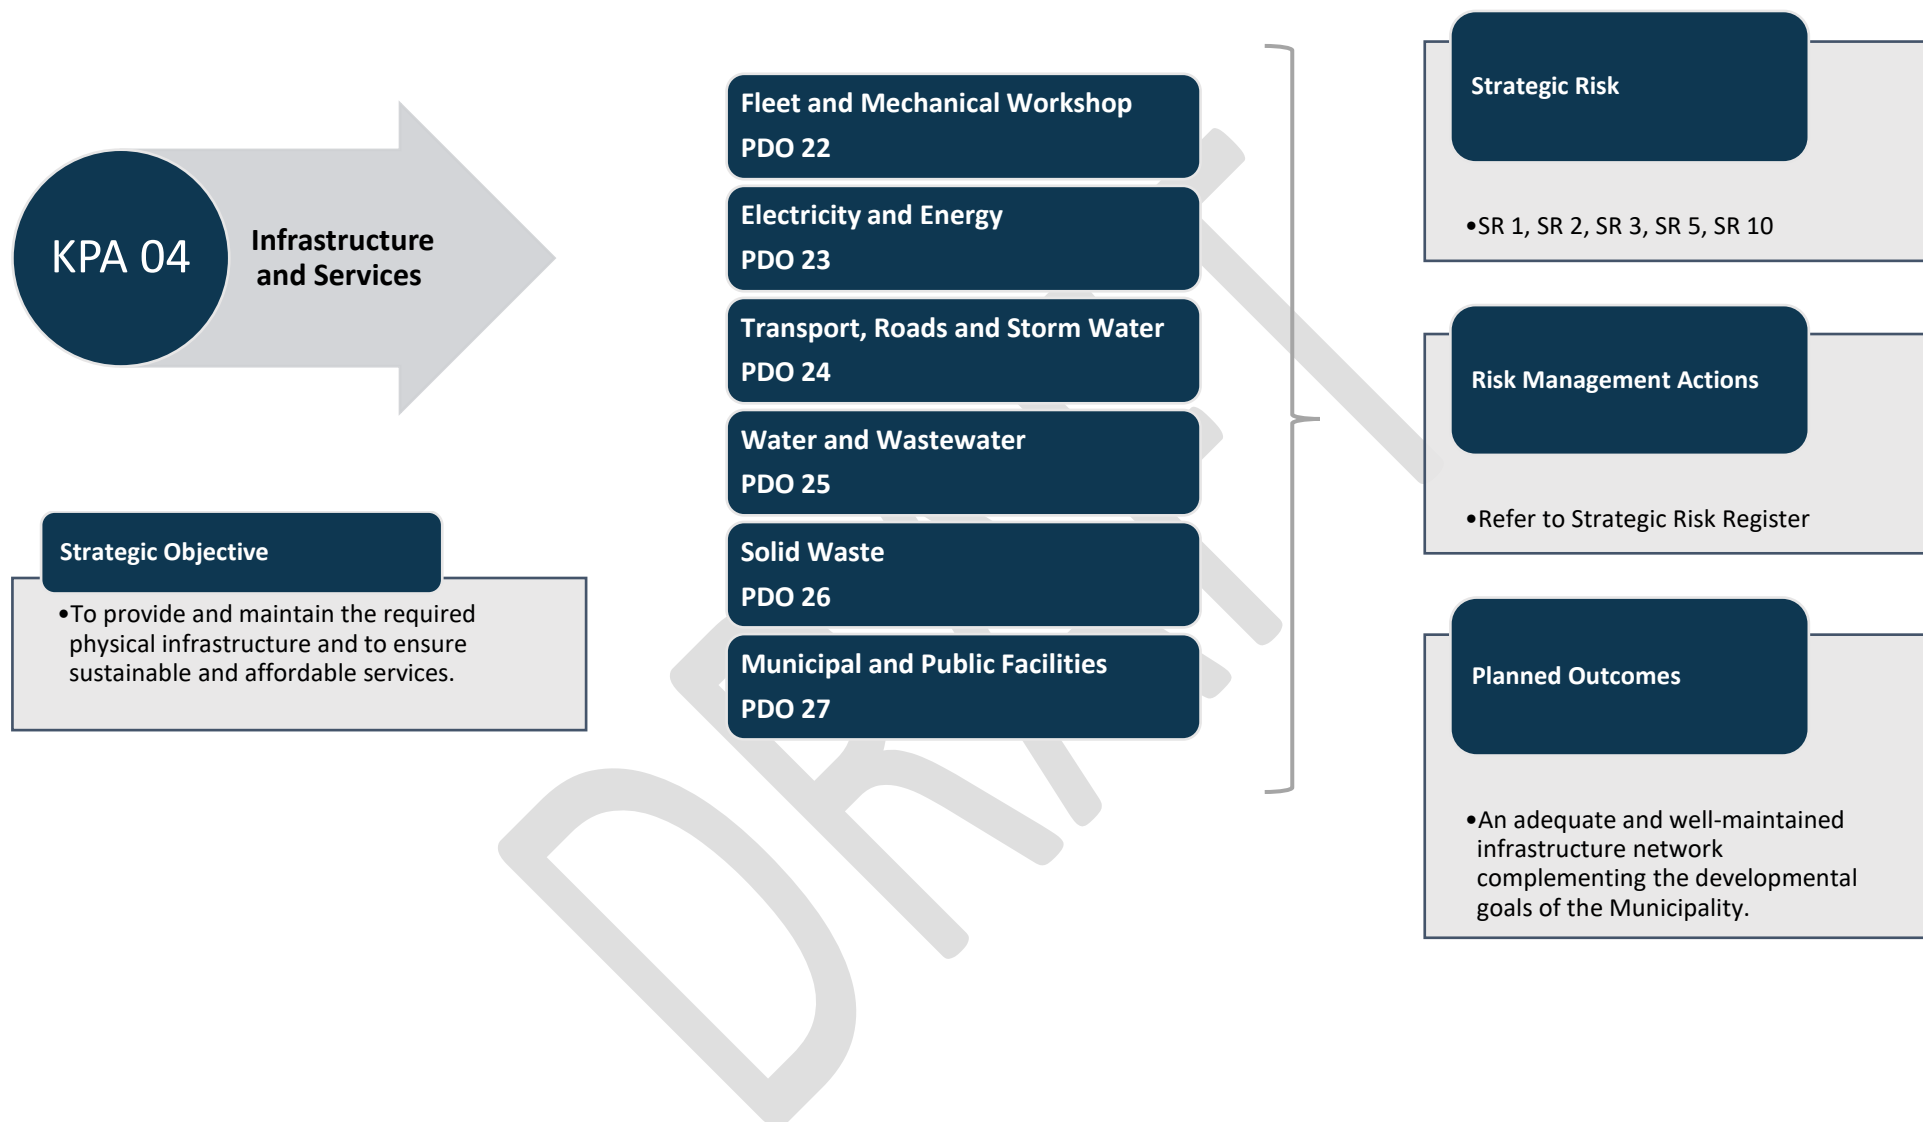 KPA 04
Infrastructure
and Services
Strategic Objective
•To provide and maintain the required
physical infrastructure and to ensure
sustainable and affordable services.
Fleet and Mechanical Workshop
PDO 22
Electricity and Energy
PDO 23
Transport, Roads and Storm Water
PDO 24
Water and Wastewater
PDO 25
Solid Waste
PDO 26
Municipal and Public Facilities
PDO 27
Strategic Risk
•SR 1, SR 2, SR 3, SR 5, SR 10
Risk Management Actions
•Refer to Strategic Risk Register
Planned Outcomes
•An adequate and well-maintained
infrastructure network
complementing the developmental
goals of the Municipality.
DRAFT